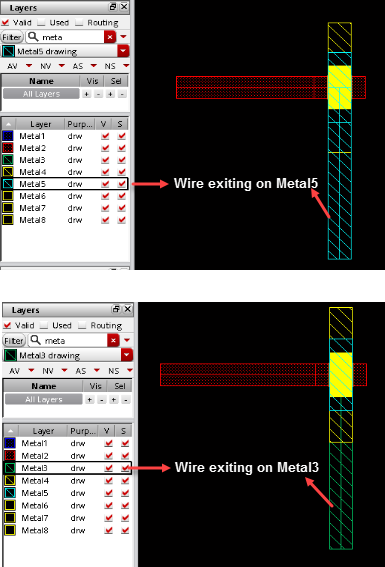 Layers
Valid Used Routing
Filter meta
Metal5 drawing
AV NV AS NS
Name Vis Sel
All Layers + - + -
Layer Purp... V S
Metal1 drw
Metal2 drw
Metal3 drw
Metal4 drw
Metal5 drw
Metal6 drw
Metal7 drw
Metal8 drw
Wire exiting on Metal5
Layers
Valid Used Routing
Filter meta
Metal3 drawing
AV NV AS NS
Name Vis Sel
All Layers + - + -
Layer Purp... V S
Metal1 drw
Metal2 drw
Metal3 drw
Metal4 drw
Metal5 drw
Metal6 drw
Metal7 drw
Metal8 drw
Wire exiting on Metal3